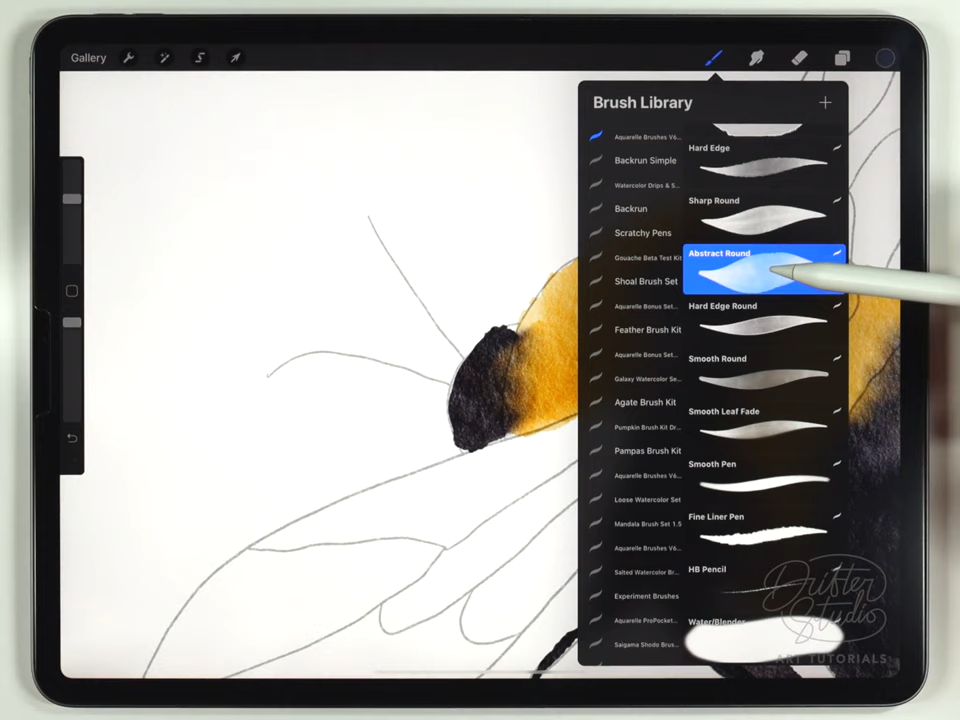 Gallery
Brush Library
Aquarelle Brushes V6...
Backrun Simple
Watercolor Drips & S...
Backrun
Scratchy Pens
Gouache Beta Test Kit
Shoal Brush Set
Aquarelle Bonus Set...
Feather Brush Kit
Aquarelle Bonus Set...
Galaxy Watercolor Se...
Agate Brush Kit
Pumpkin Brush Kit Dr...
Pampas Brush Kit
Aquarelle Brushes V6...
Loose Watercolor Set
Mandala Brush Set 1.5
Aquarelle Brushes V6...
Salted Watercolor Br...
Experiment Brushes
Aquarelle ProPocket...
Saigama Shodo Brus...
Hard Edge
Sharp Round
Abstract Round
Hard Edge Round
Smooth Round
Smooth Leaf Fade
Smooth Pen
Fine Liner Pen
HB Pencil
Water/Blender
Drifter
Studio
ART TUTORIALS